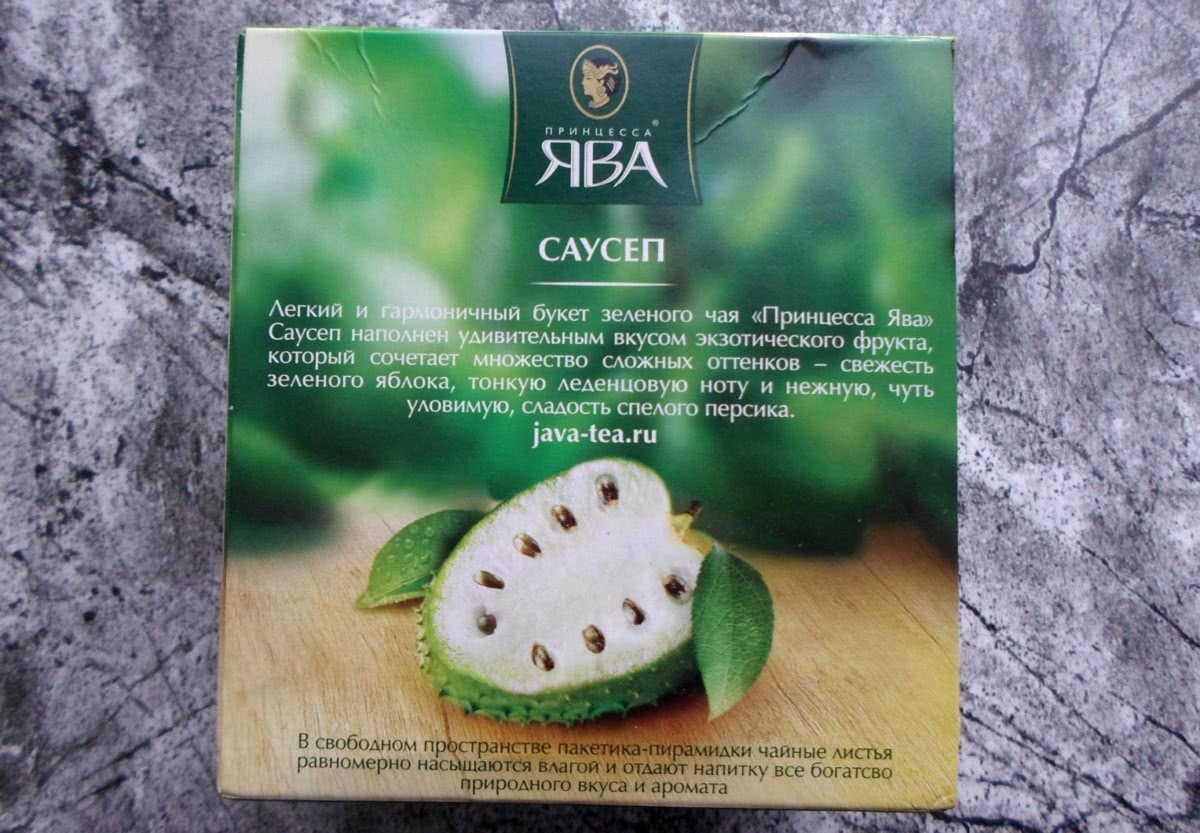 ПРИНЦЕССА®
ЯВА
САУСЕП
Легкий и гармоничный букет зеленого чая «Принцесса Ява»
Саусеп наполнен удивительным вкусом экзотического фрукта,
который сочетает множество сложных оттенков – свежесть
зеленого яблока, тонкую леденцовую ноту и нежную, чуть
уловимую, сладость спелого персика.
java-tea.ru
В свободном пространстве пакетика-пирамидки чайные листья
равномерно насыщаются влагой и отдают напитку все богатсво
природного вкуса и аромата